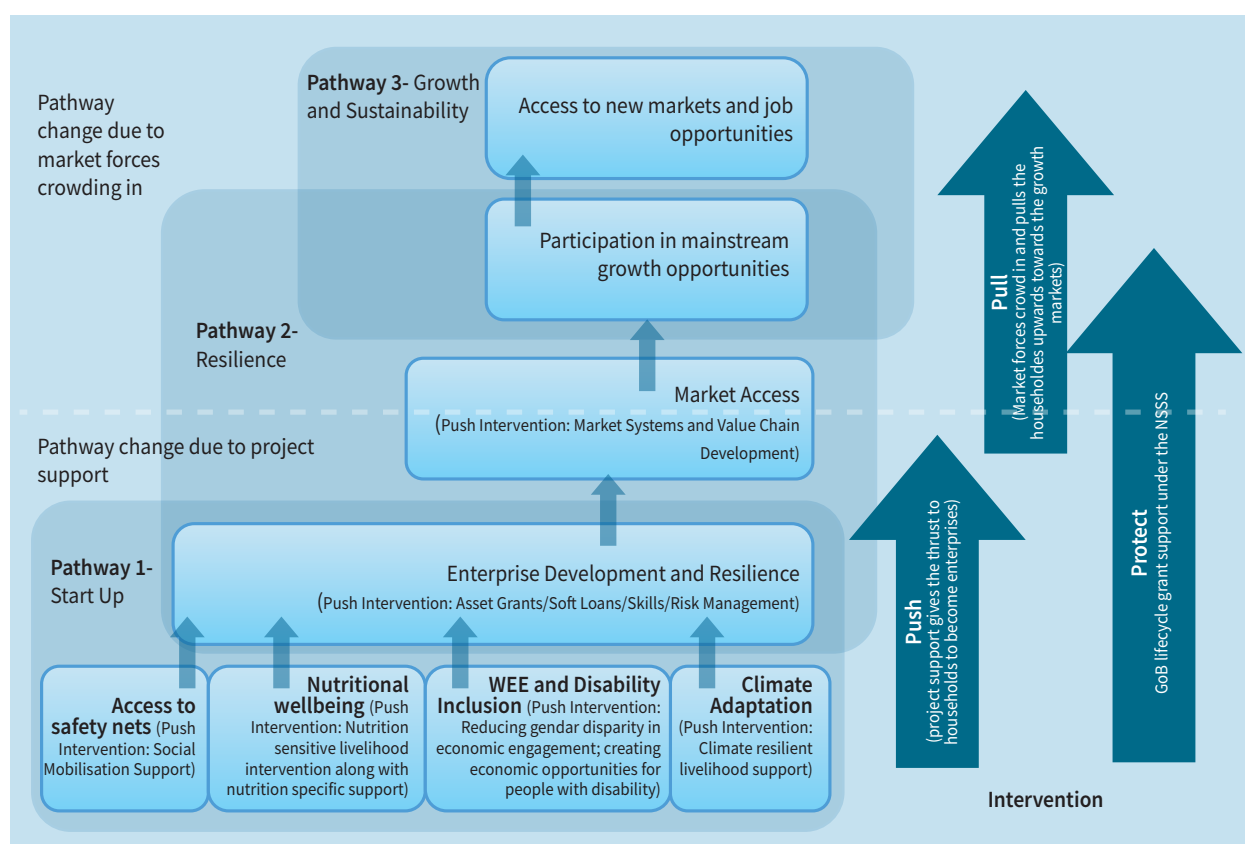 Pathway
change due to
market forces
crowding in
Pathway 3- Growth
and Sustainability
Access to new markets and job
opportunities
Participation in mainstream
growth opportunities
Pathway 2-
Resilience
Market Access
(Push Intervention: Market Systems and Value Chain
Development)
Pathway change due to project
support
Pathway 1-
Start Up
Enterprise Development and Resilience
(Push Intervention: Asset Grants/Soft Loans/Skills/Risk Management)
Access to
safety nets (Push
Intervention: Social
Mobilisation Support)
Nutritional
wellbeing (Push
Intervention: Nutrition
sensitive livelihood
intervention along with
nutrition specific support)
WEE and Disability
Inclusion (Push Intervention:
Reducing gendar disparity in
economic engagement; creating
economic opportunities for
people with disability)
Climate
Adaptation
(Push Intervention:
Climate resilient
livelihood support)
Push
(project support gives the thrust to
households to become enterprises)
Pull
(Market forces crowd in and pulls the
householdes upwards towards the growth
markets)
Protect
GoB lifecycle grant support under the NSSS
Intervention